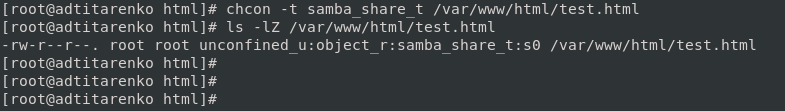 [root@adtitarenko html]# chcon -t samba_share_t /var/www/html/test.html
[root@adtitarenko html]# ls -lZ /var/www/html/test.html
-rw-r--r--. root root unconfined_u:object_r:samba_share_t:s0 /var/www/html/test.html
[root@adtitarenko html]#
[root@adtitarenko html]#
[root@adtitarenko html]#